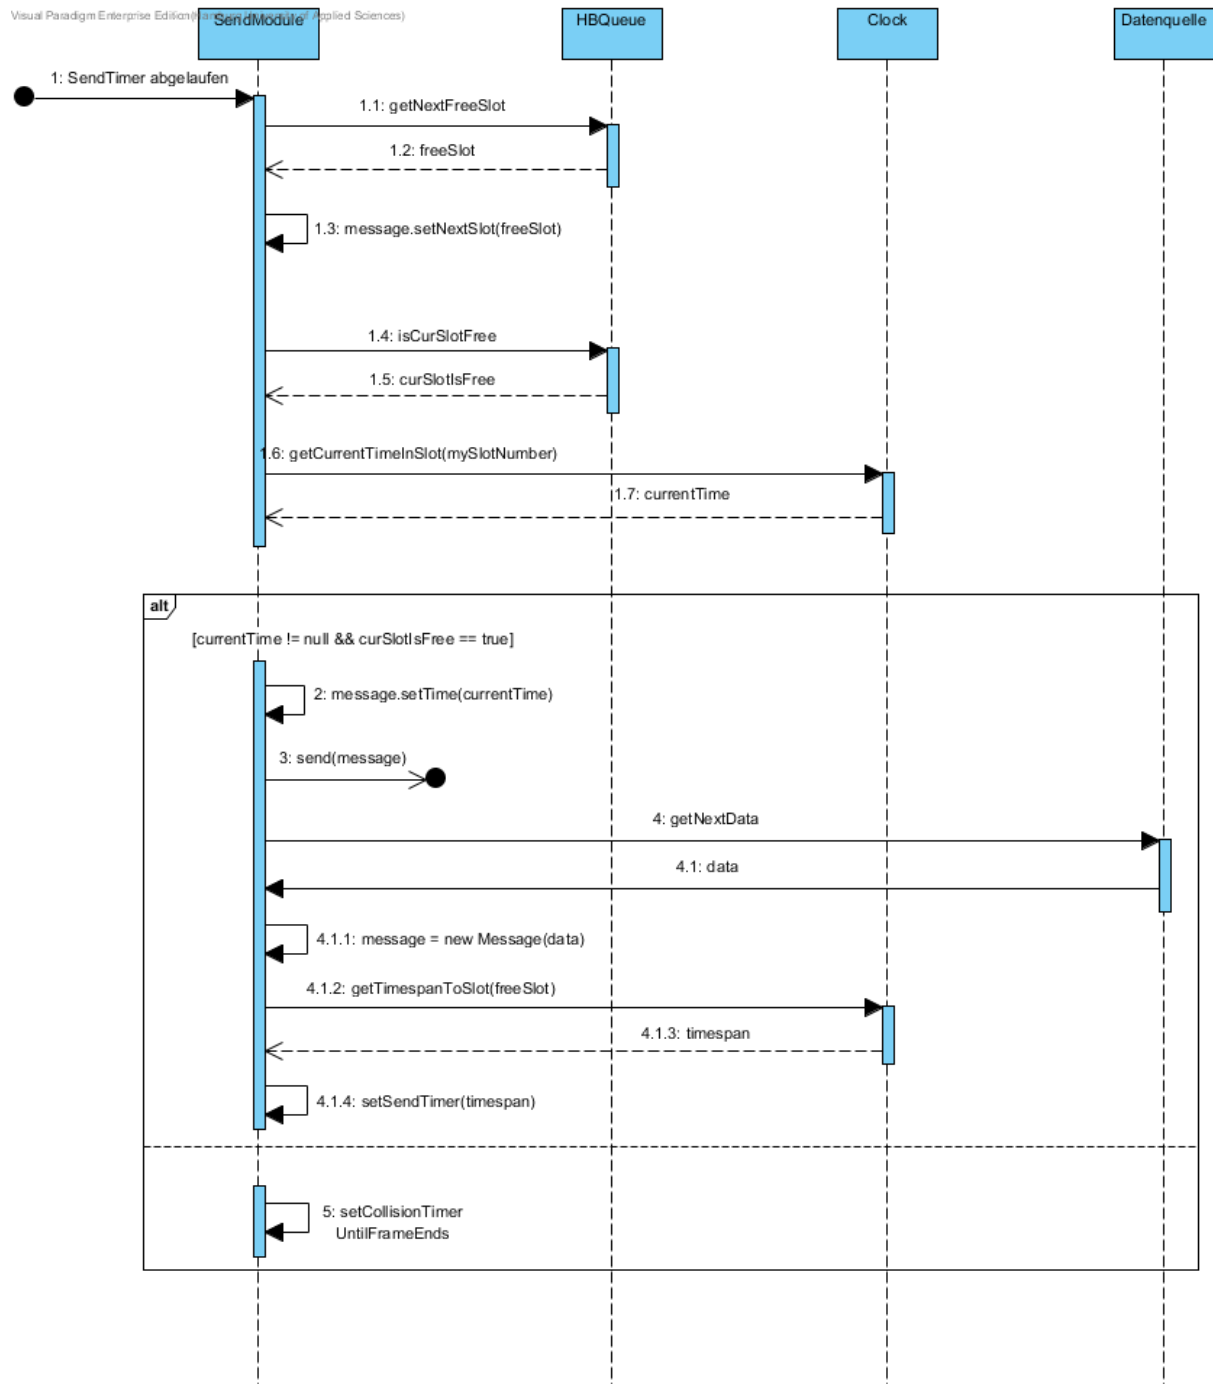 Visual Paradigm Enterprise Edition( of Applied Sciences)
SendModule
HBQueue
Clock
Datenquelle
1: SendTimer abgelaufen
1.1: getNextFreeSlot
1.2: freeSlot
1.3: message.setNextSlot(freeSlot)
1.4: isCurSlotFree
1.5: curSlotIsFree
1.6: getCurrentTimeInSlot(mySlotNumber)
1.7: currentTime
alt
[currentTime != null && curSlotIsFree == true]
2: message.setTime(currentTime)
3: send(message)
4: getNextData
4.1: data
4.1.1: message = new Message(data)
4.1.2: getTimespanToSlot(freeSlot)
4.1.3: timespan
4.1.4: setSendTimer(timespan)
5: setCollisionTimer
UntilFrameEnds